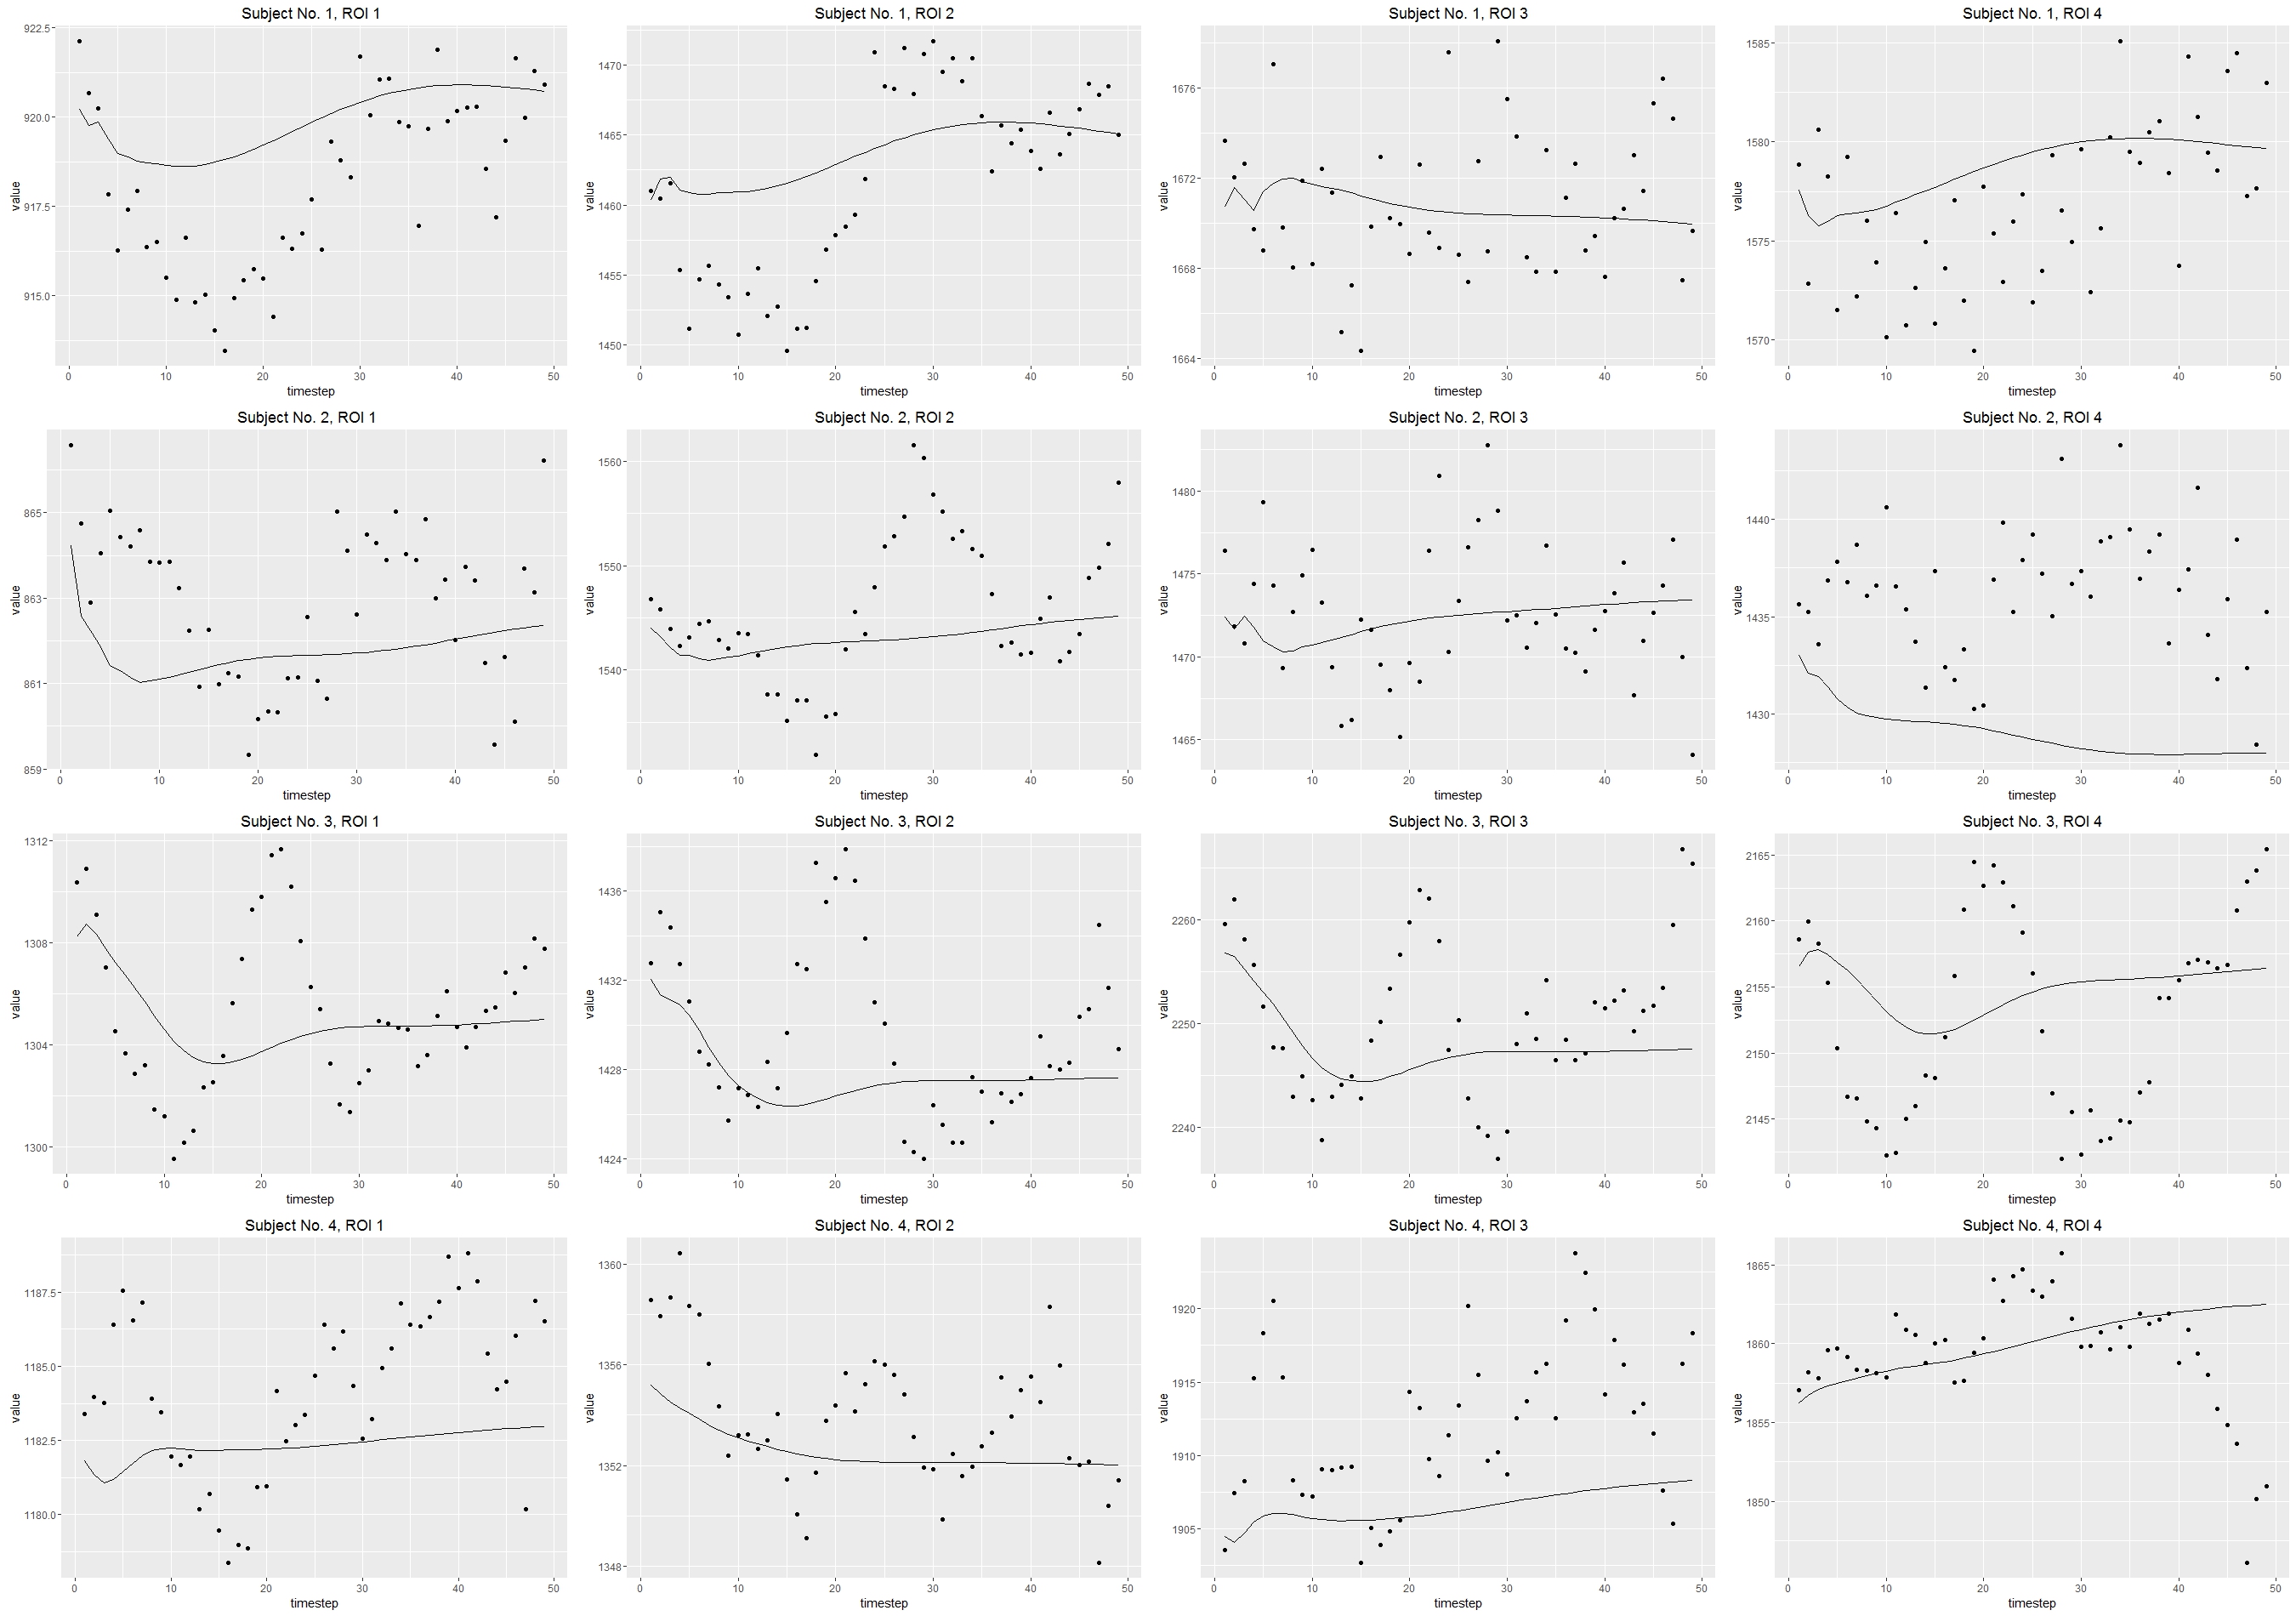 Subject No. 1, ROI 1
922.5
920.0
917.5
915.0
value
0 10 20 30 40 50
timestep
Subject No. 1, ROI 2
1470
1465
1460
1455
1450
value
0 10 20 30 40 50
timestep
Subject No. 1, ROI 3
1676
1672
1668
1664
value
0 10 20 30 40 50
timestep
Subject No. 1, ROI 4
1585
1580
1575
1570
value
0 10 20 30 40 50
timestep
Subject No. 2, ROI 1
865
863
861
859
value
0 10 20 30 40 50
timestep
Subject No. 2, ROI 2
1560
1550
1540
value
0 10 20 30 40 50
timestep
Subject No. 2, ROI 3
1480
1475
1470
1465
value
0 10 20 30 40 50
timestep
Subject No. 2, ROI 4
1440
1435
1430
value
0 10 20 30 40 50
timestep
Subject No. 3, ROI 1
1312
1308
1304
1300
value
0 10 20 30 40 50
timestep
Subject No. 3, ROI 2
1436
1432
1428
1424
value
0 10 20 30 40 50
timestep
Subject No. 3, ROI 3
2260
2250
2240
value
0 10 20 30 40 50
timestep
Subject No. 3, ROI 4
2165
2160
2155
2150
2145
value
0 10 20 30 40 50
timestep
Subject No. 4, ROI 1
1187.5
1185.0
1182.5
1180.0
value
0 10 20 30 40 50
timestep
Subject No. 4, ROI 2
1360
1356
1352
1348
value
0 10 20 30 40 50
timestep
Subject No. 4, ROI 3
1920
1915
1910
1905
value
0 10 20 30 40 50
timestep
Subject No. 4, ROI 4
1865
1860
1855
1850
value
0 10 20 30 40 50
timestep